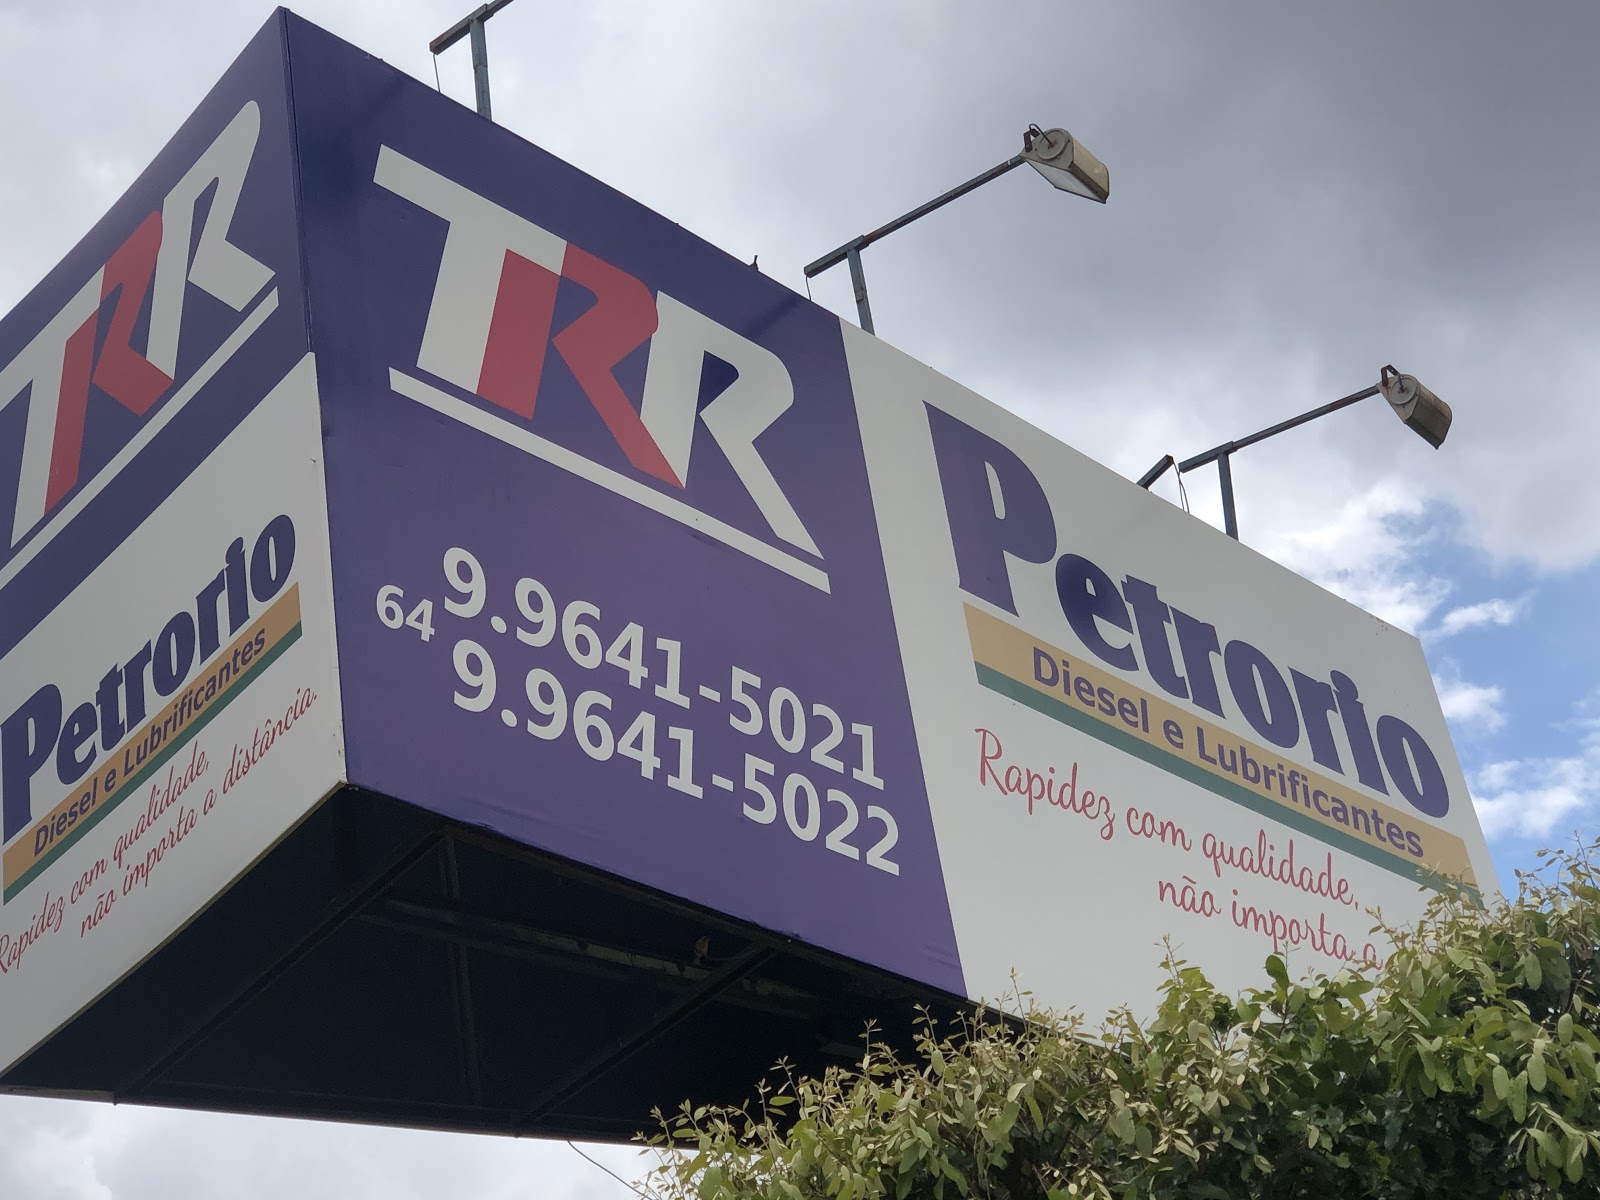 TRR
Petrorio
Diesel e Lubrificantes
Rapidez com qualidade,
não importa a distância.
TRR
64
9.9641-5021
9.9641-5022
Petrorio
Diesel e Lubrificantes
Rapidez com qualidade,
não importa a